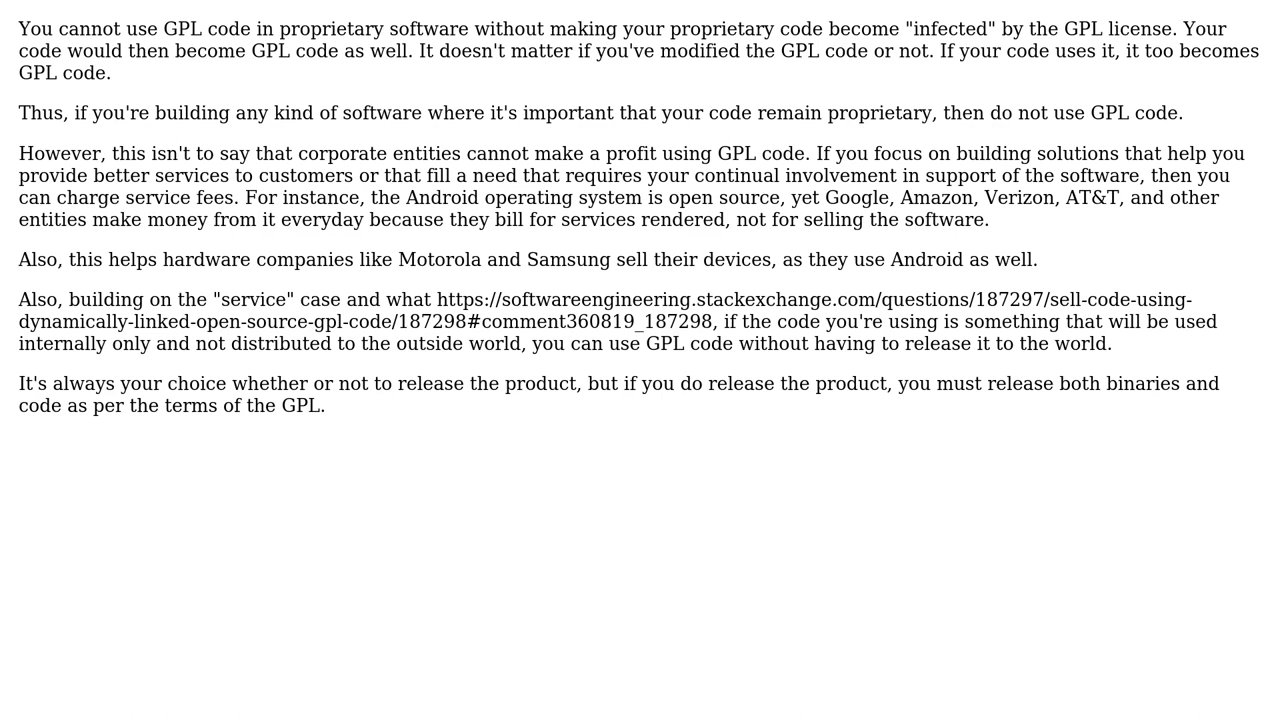 You cannot use GPL code in proprietary software without making your proprietary code become "infected" by the GPL license. Your
code would then become GPL code as well. It doesn't matter if you've modified the GPL code or not. If your code uses it, it too becomes
GPL code.
Thus, if you're building any kind of software where it's important that your code remain proprietary, then do not use GPL code.
However, this isn't to say that corporate entities cannot make a profit using GPL code. If you focus on building solutions that help you
provide better services to customers or that fill a need that requires your continual involvement in support of the software, then you
can charge service fees. For instance, the Android operating system is open source, yet Google, Amazon, Verizon, AT&T, and other
entities make money from it everyday because they bill for services rendered, not for selling the software.
Also, this helps hardware companies like Motorola and Samsung sell their devices, as they use Android as well.
Also, building on the "service" case and what https://softwareengineering.stackexchange.com/questions/187297/sell-code-using-
dynamically-linked-open-source-gpl-code/187298#comment360819_187298, if the code you're using is something that will be used
internally only and not distributed to the outside world, you can use GPL code without having to release it to the world.
It's always your choice whether or not to release the product, but if you do release the product, you must release both binaries and
code as per the terms of the GPL.